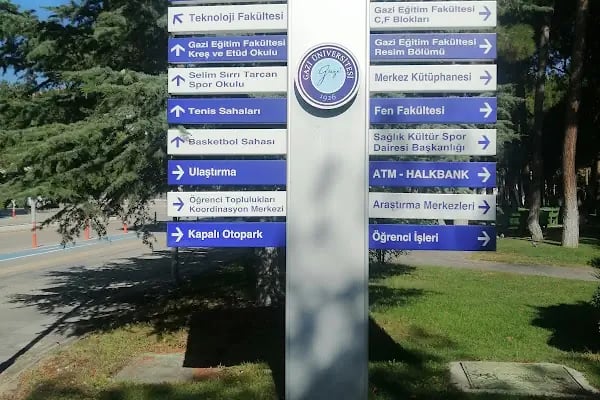 Teknoloji Fakültesi
Gazi Eğitim Fakültesi
Kreş ve Etüd Okulu
Selim Sırrı Tarcan
Spor Okulu
Tenis Sahaları
Basketbol Sahası
Ulaştırma
Öğrenci Toplulukları
Koordinasyon Merkezi
Kapalı Otopark
GAZİ ÜNİVERSİTESİ
Gazi
1926
Gazi Eğitim Fakültesi
C,F Blokları
Gazi Eğitim Fakültesi
Resim Bölümü
Merkez Kütüphanesi
Fen Fakültesi
Sağlık Kültür Spor
Dairesi Başkanlığı
ATM - HALKBANK
Araştırma Merkezleri
Öğrenci İşleri